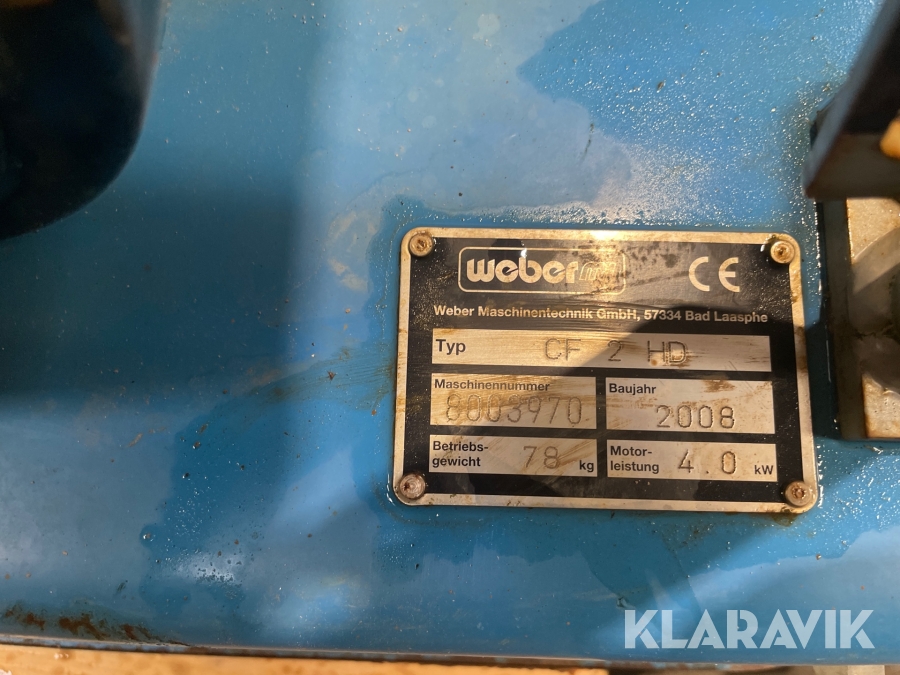 weber mt
CE
Weber Maschinentechnik GmbH, 57334 Bad Laasphe
Typ CF 2 HD
Maschinennummer 8003970
Baujahr 2008
Betriebs-
gewicht 78 kg
Motor-
leistung 4.0 kW
KLARAVIK